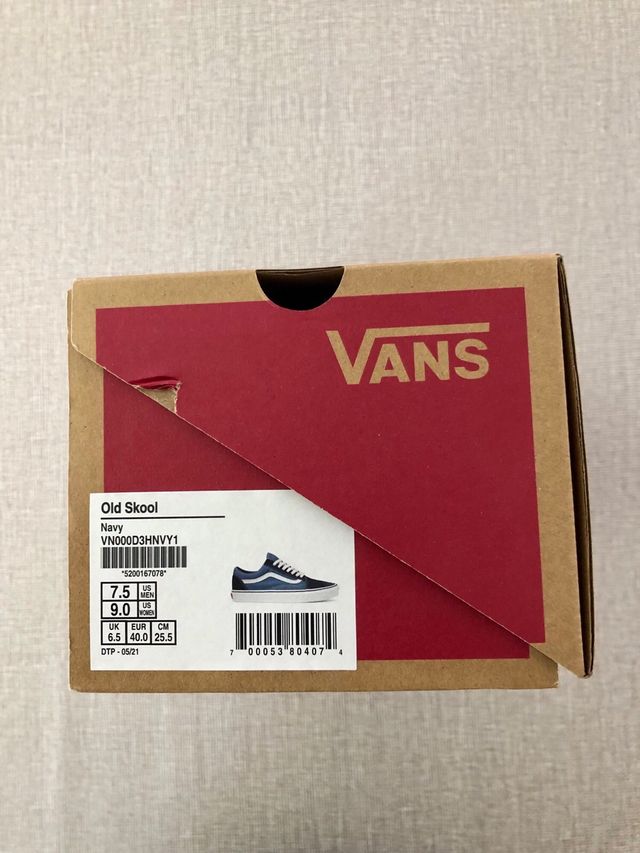 VANS
Old Skool
Navy
VN000D3HNVY1
*5200167078*
7.5 US MEN
9.0 US WOMEN
UK EUR CM
6.5 40.0 25.5
DTP - 05/21
7 00053 80407 4